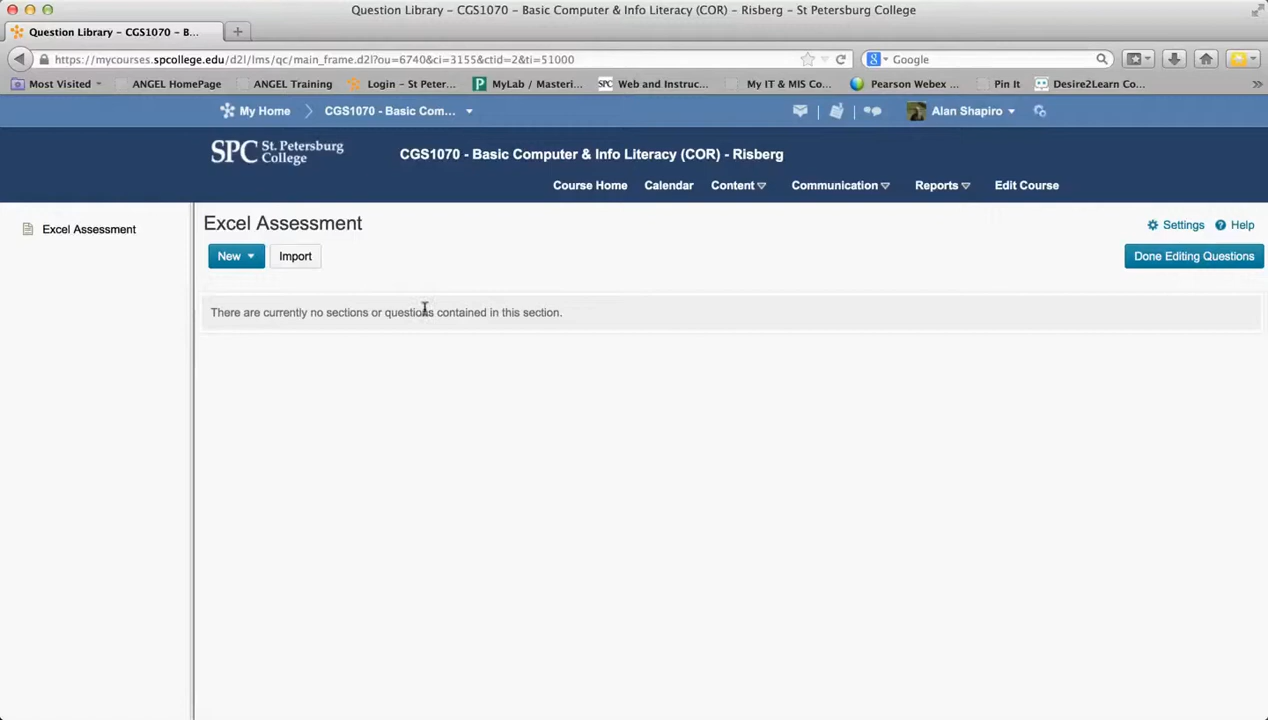 Question Library - CGS1070 - Basic Computer & Info Literacy (COR) - Risberg - St Petersburg College
Question Library - CGS1070 - B...
https://mycourses.spcollege.edu/d2l/lms/qc/main_frame.d2l?ou=6740&ci=3155&ctid=2&ti=51000
Google
Most Visited
ANGEL HomePage
ANGEL Training
Login - St Peter...
MyLab / Masteri...
SPC Web and Instruc...
My IT & MIS Co...
Pearson Webex ...
Pin It
Desire2Learn Co...
My Home
CGS1070 - Basic Com...
Alan Shapiro
SPC St. Petersburg
College
CGS1070 - Basic Computer & Info Literacy (COR) - Risberg
Course Home
Calendar
Content
Communication
Reports
Edit Course
Excel Assessment
Excel Assessment
Settings
Help
New
Import
Done Editing Questions
There are currently no sections or questions contained in this section.